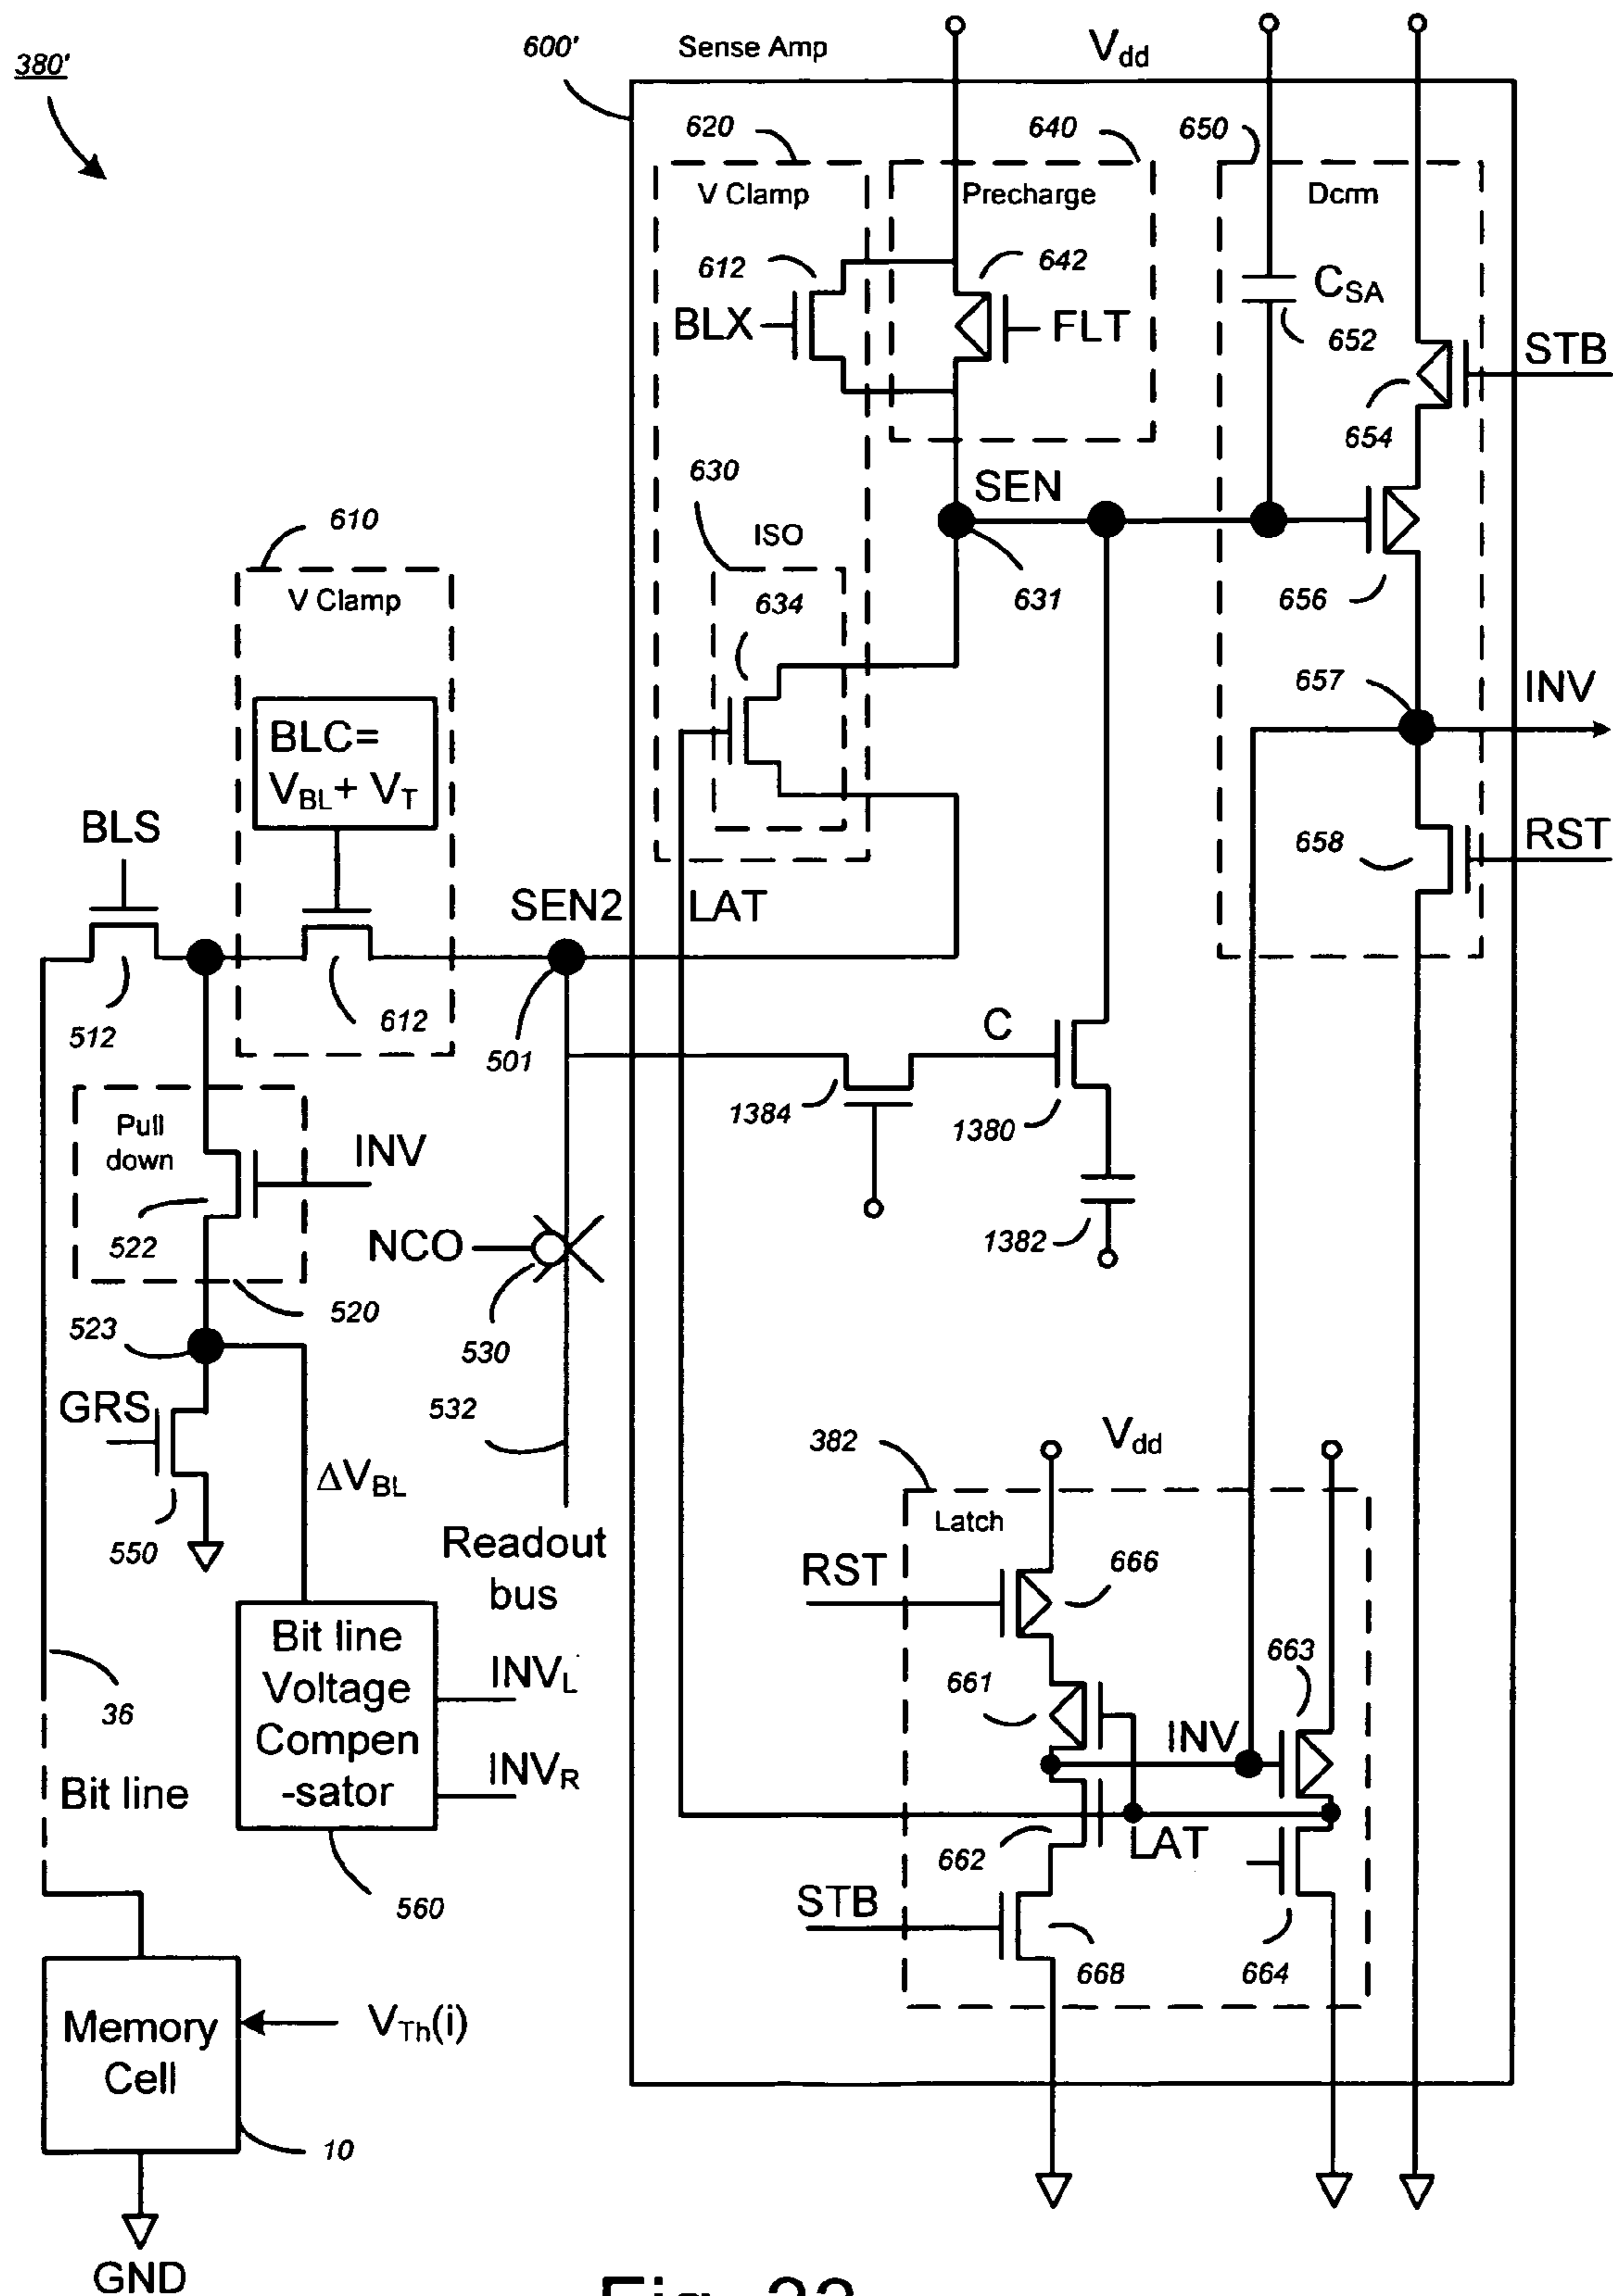 380'
600'
Sense Amp
Vdd
620
640
650
V Clamp
Precharge
Dcrm
612
642
CSA
652
BLX
FLT
STB
654
630
SEN
610
ISO
V Clamp
634
631
656
657
INV
BLC=
VBL+ VT
BLS
658
RST
SEN2
LAT
512
612
501
C
1384
1380
Pull
down
INV
522
NCO
1382
520
523
530
GRS
532
382
Vdd
ΔVBL
Latch
550
Readout
bus
RST
666
Bit line
Voltage
Compen
-sator
INVL
663
661
36
INV
INVR
Bit line
662
LAT
560
STB
668
664
Memory
Cell
VTh(i)
10
GND